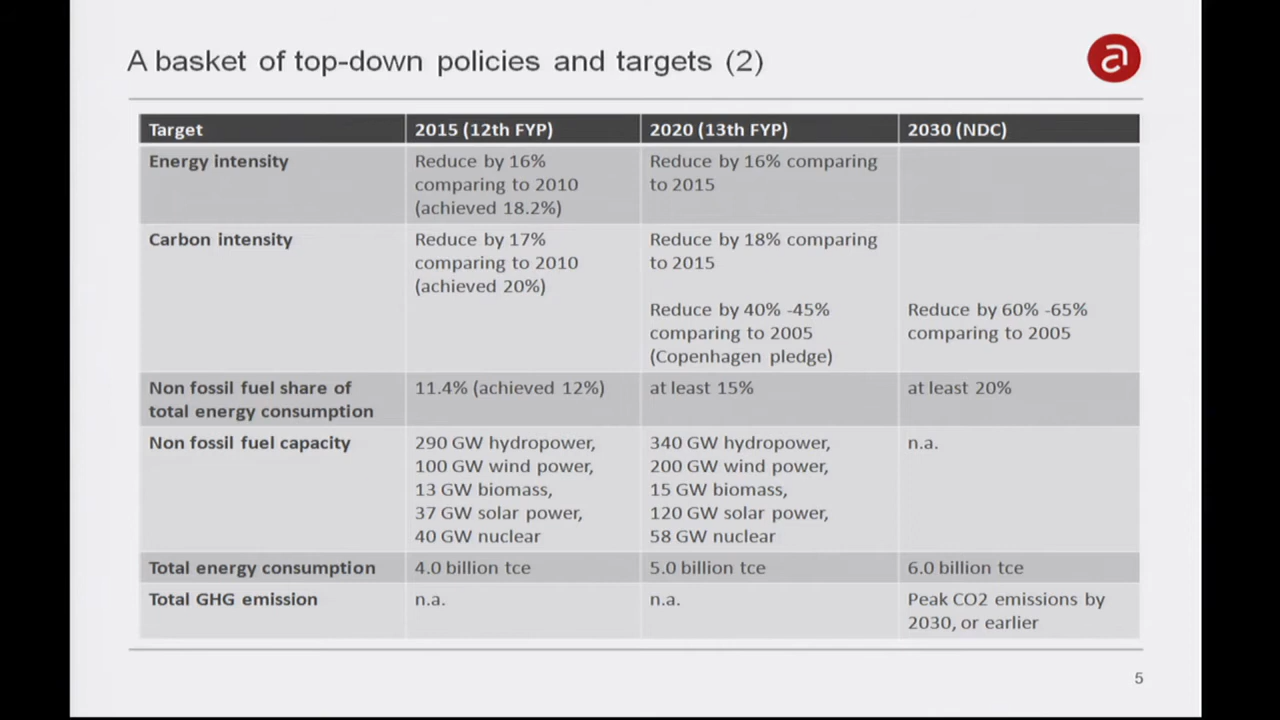 A basket of top-down policies and targets (2)
a
Target
2015 (12th FYP)
2020 (13th FYP)
2030 (NDC)
Energy intensity
Reduce by 16%
comparing to 2010
(achieved 18.2%)
Reduce by 16% comparing
to 2015
Carbon intensity
Reduce by 17%
comparing to 2010
(achieved 20%)
Reduce by 18% comparing
to 2015
Reduce by 40% -45%
comparing to 2005
(Copenhagen pledge)
Reduce by 60% -65%
comparing to 2005
Non fossil fuel share of
total energy consumption
11.4% (achieved 12%)
at least 15%
at least 20%
Non fossil fuel capacity
290 GW hydropower,
100 GW wind power,
13 GW biomass,
37 GW solar power,
40 GW nuclear
340 GW hydropower,
200 GW wind power,
15 GW biomass,
120 GW solar power,
58 GW nuclear
n.a.
Total energy consumption
4.0 billion tce
5.0 billion tce
6.0 billion tce
Total GHG emission
n.a.
n.a.
Peak CO2 emissions by
2030, or earlier
5